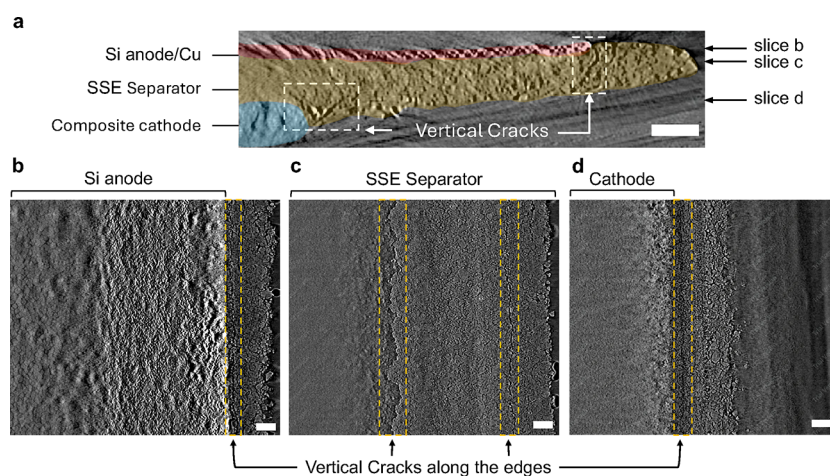 a
Si anode/Cu
SSE Separator
Composite cathode
Vertical Cracks
slice b
slice c
slice d
b
Si anode
c
SSE Separator
d
Cathode
Vertical Cracks along the edges